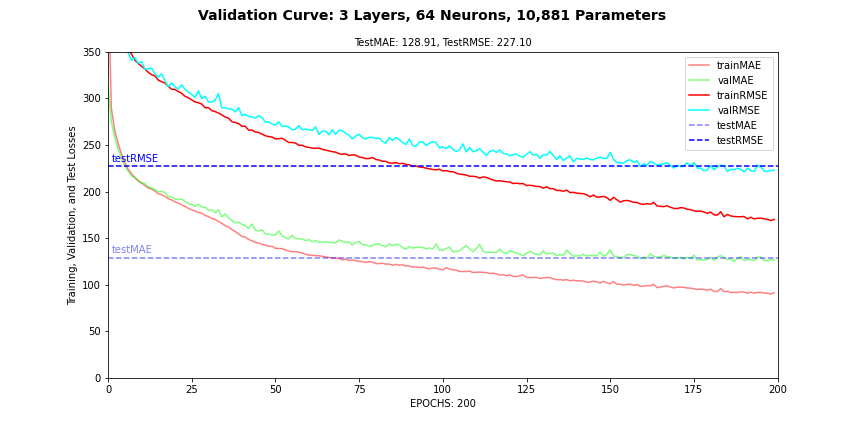 Validation Curve: 3 Layers, 64 Neurons, 10,881 Parameters
TestMAE: 128.91, TestRMSE: 227.10
Training, Validation, and Test Losses
350
300
250
200
150
100
50
0
testRMSE
testMAE
trainMAE
valMAE
trainRMSE
valRMSE
testMAE
testRMSE
0 25 50 75 100 125 150 175 200
EPOCHS: 200